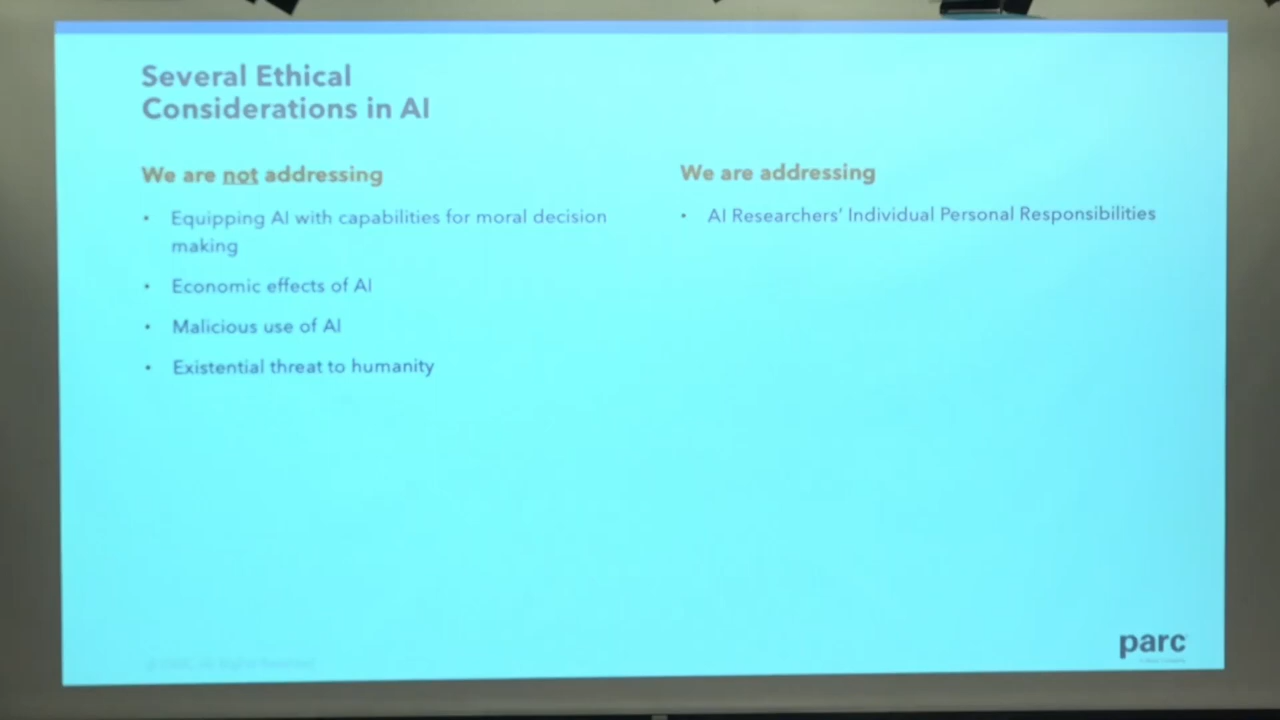 Several Ethical
Considerations in AI
We are not addressing
• Equipping AI with capabilities for moral decision
making
• Economic effects of AI
• Malicious use of AI
• Existential threat to humanity
We are addressing
• AI Researchers' Individual Personal Responsibilities
parc